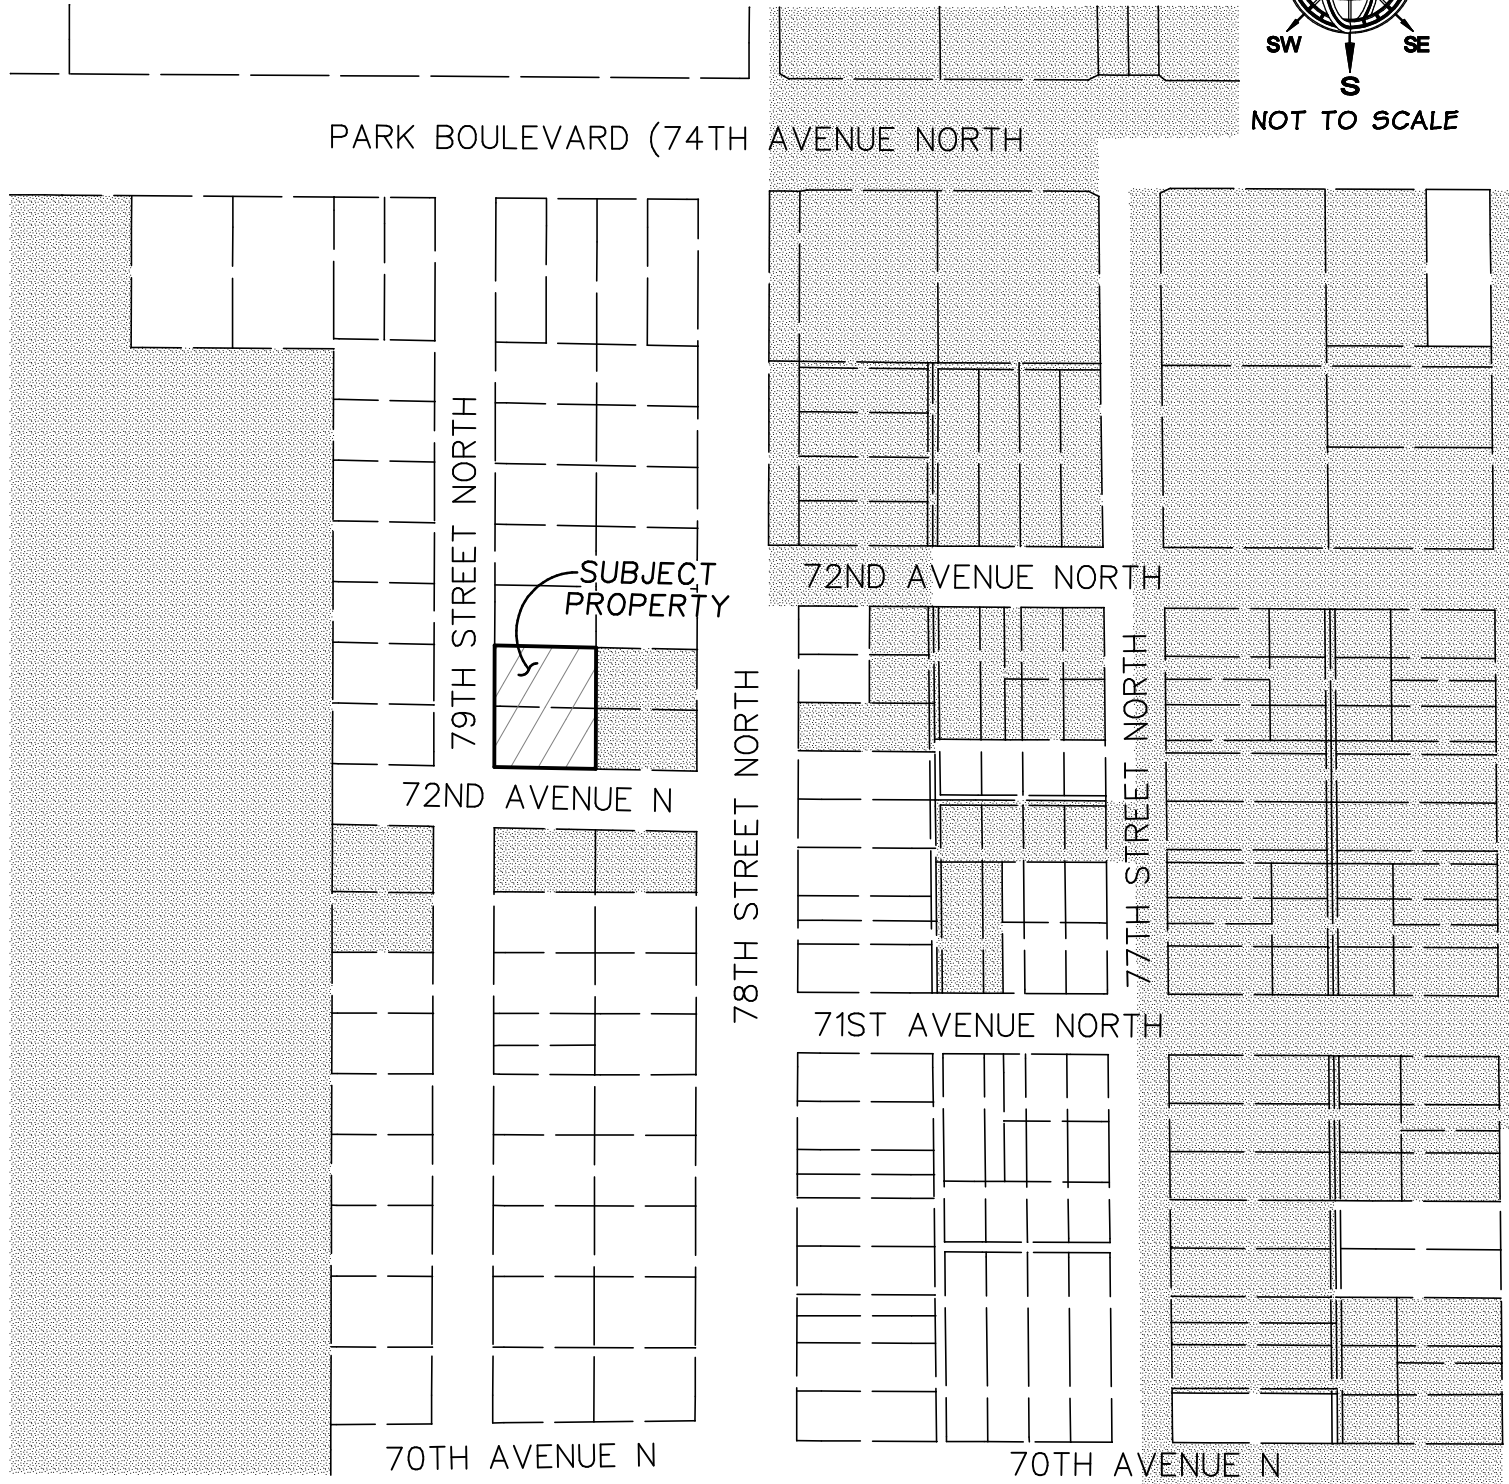 SW
SE
S
NOT TO SCALE
PARK BOULEVARD (74TH AVENUE NORTH
79TH STREET NORTH
SUBJECT
PROPERTY
72ND AVENUE NORTH
72ND AVENUE N
78TH STREET NORTH
77TH STREET NORTH
71ST AVENUE NORTH
70TH AVENUE N
70TH AVENUE N